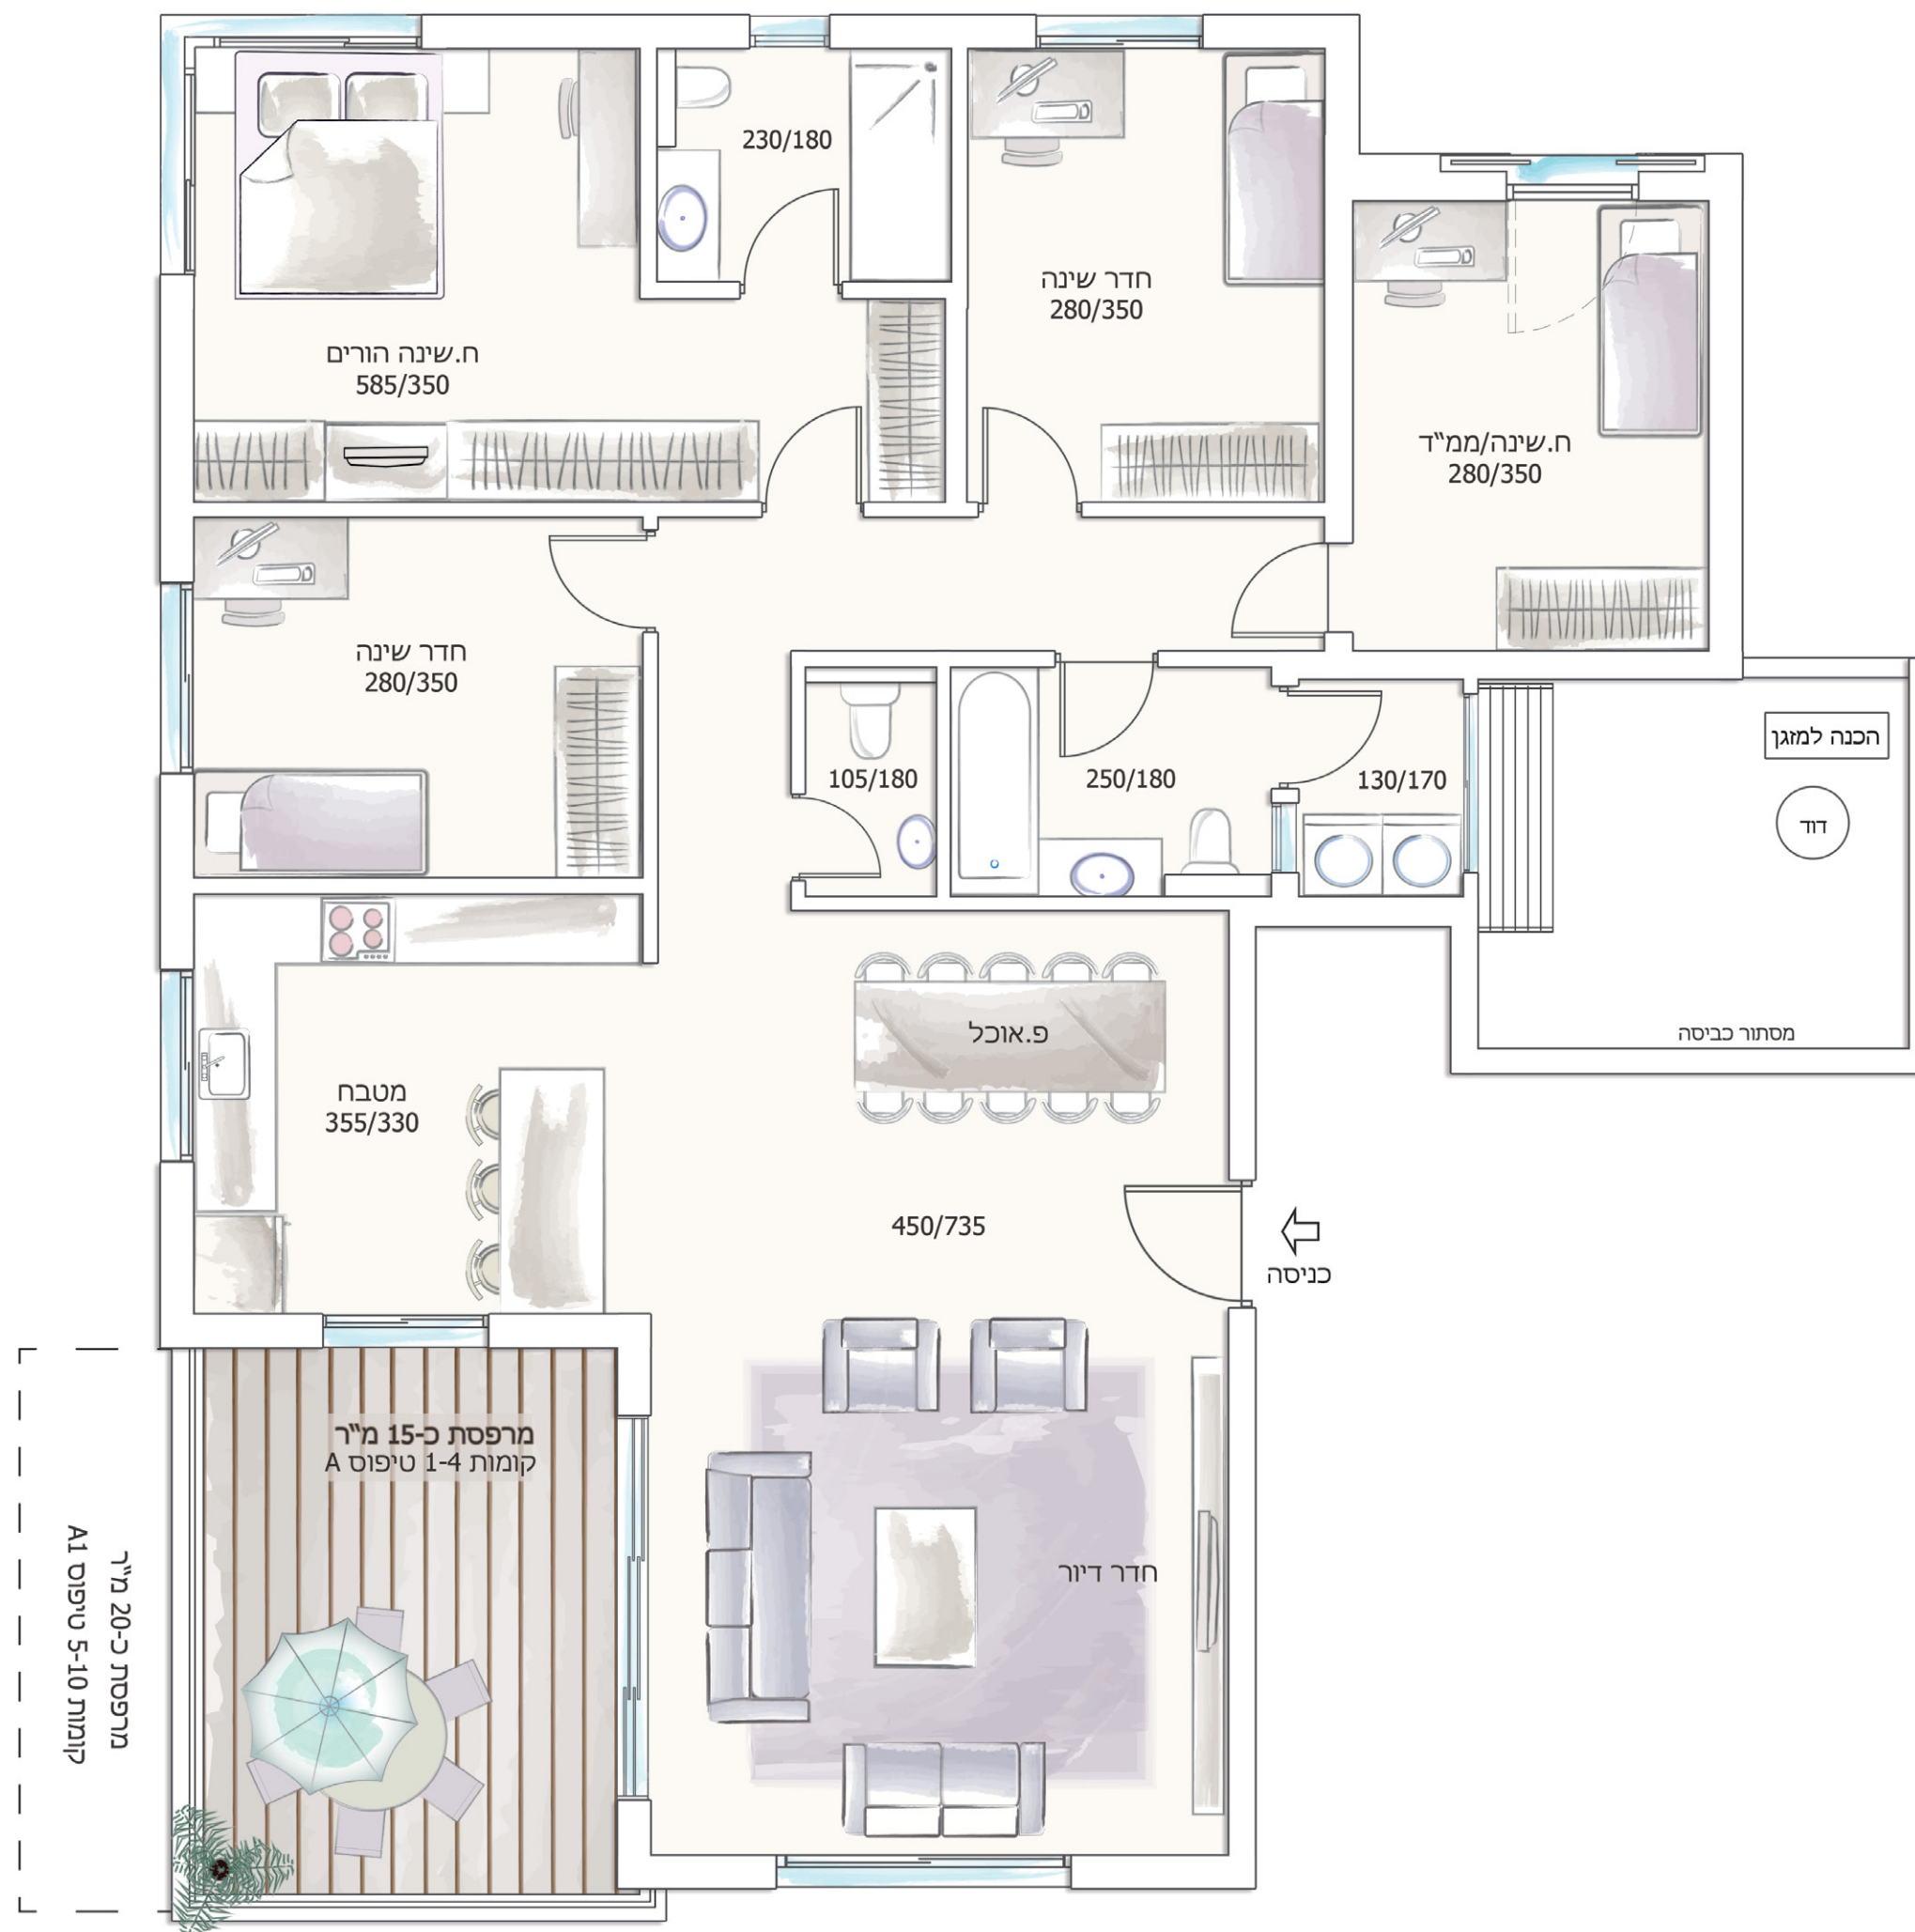 230/180
חדר שינה
280/350
ח.שינה הורים
585/350
ח.שינה/ממ"ד
280/350
חדר שינה
280/350
105/180
250/180
130/170
הכנה למזגן
דוד
מסתור כביסה
פ.אוכל
מטבח
355/330
450/735
כניסה
מרפסת כ-15 מ"ר
קומות 1-4 טיפוס A
מרפסת כ-20 מ"ר
קומות 5-10 טיפוס A1
חדר דיור